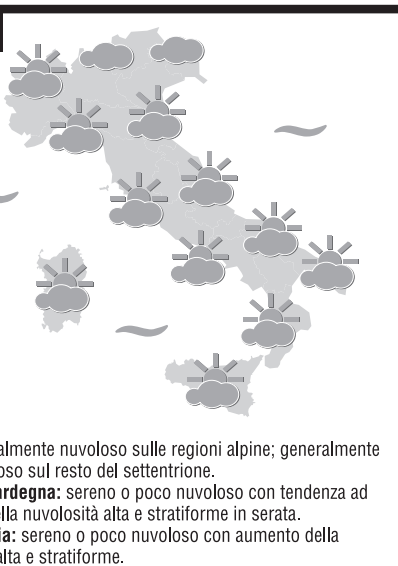 almente nuvoloso sulle regioni alpine; generalmente
oso sul resto del settentrione.
ardegna: sereno o poco nuvoloso con tendenza ad
ella nuvolosità alta e stratiforme in serata.
ia: sereno o poco nuvoloso con aumento della
alta e stratiforme.